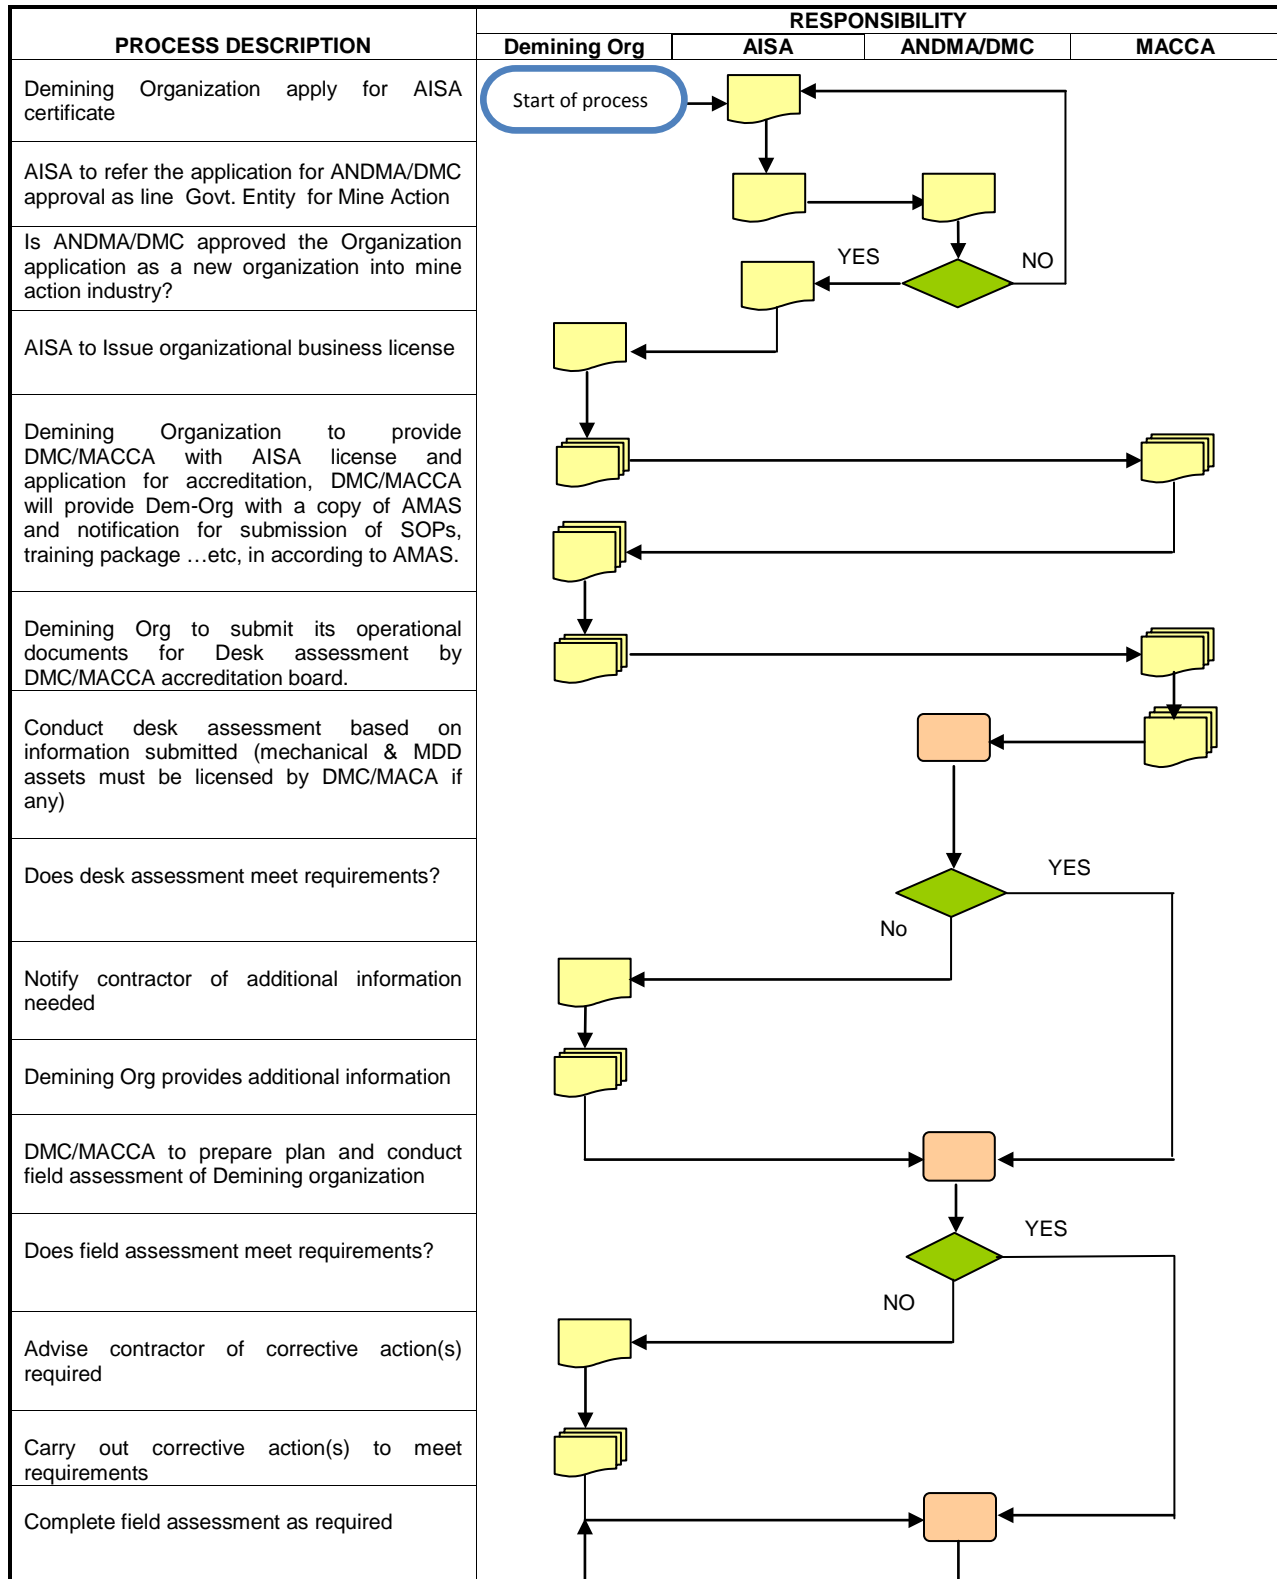 RESPONSIBILITY
PROCESS DESCRIPTION
Demining Org
AISA
ANDMA/DMC
MACCA
Demining Organization apply for AISA
certificate
Start of process
AISA to refer the application for ANDMA/DMC
approval as line Govt. Entity for Mine Action
Is ANDMA/DMC approved the Organization
application as a new organization into mine
action industry?
YES
NO
AISA to Issue organizational business license
Demining Organization to provide
DMC/MACCA with AISA license and
application for accreditation, DMC/MACCA
will provide Dem-Org with a copy of AMAS
and notification for submission of SOPs,
training package …etc, in according to AMAS.
Demining Org to submit its operational
documents for Desk assessment by
DMC/MACCA accreditation board.
Conduct desk assessment based on
information submitted (mechanical & MDD
assets must be licensed by DMC/MACA if
any)
Does desk assessment meet requirements?
YES
No
Notify contractor of additional information
needed
Demining Org provides additional information
DMC/MACCA to prepare plan and conduct
field assessment of Demining organization
Does field assessment meet requirements?
YES
NO
Advise contractor of corrective action(s)
required
Carry out corrective action(s) to meet
requirements
Complete field assessment as required